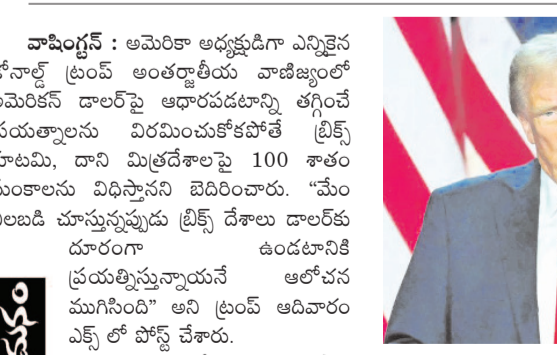 వాషింగ్టన్ : అమెరికా అధ్యక్షుడిగా ఎన్నికైన
డోనాల్డ్ ట్రంప్ అంతర్జాతీయ వాణిజ్యంలో
అమెరికన్ డాలర్‌పై ఆధారపడటాన్ని తగ్గించే
ప్రయత్నాలను విరమించుకోకపోతే బ్రిక్స్
కూటమి, దాని మిత్రదేశాలపై 100 శాతం
సుంకాలను విధిస్తానని బెదిరించారు. “మేం
నిలబడి చూస్తున్నప్పుడు బ్రిక్స్ దేశాలు డాలర్‌కు
దూరంగా ఉండటానికి
ప్రయత్నిస్తున్నాయనే ఆలోచన
ముగిసింది” అని ట్రంప్ ఆదివారం
ఎక్స్ లో పోస్ట్ చేశారు.